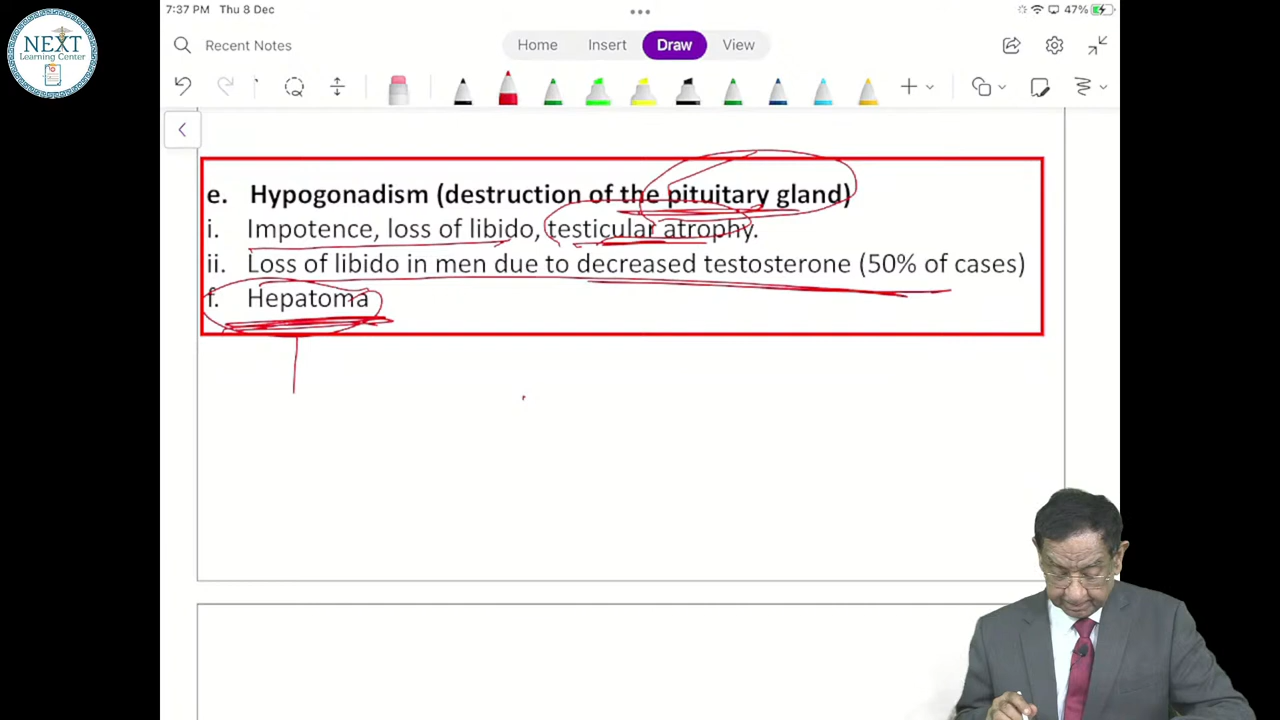 7:37 PM Thu 8 Dec
47%
NEXT
Learning Center
Recent Notes
Home Insert Draw View
e. Hypogonadism (destruction of the pituitary gland)
i. Impotence, loss of libido, testicular atrophy.
ii. Loss of libido in men due to decreased testosterone (50% of cases)
f. Hepatoma